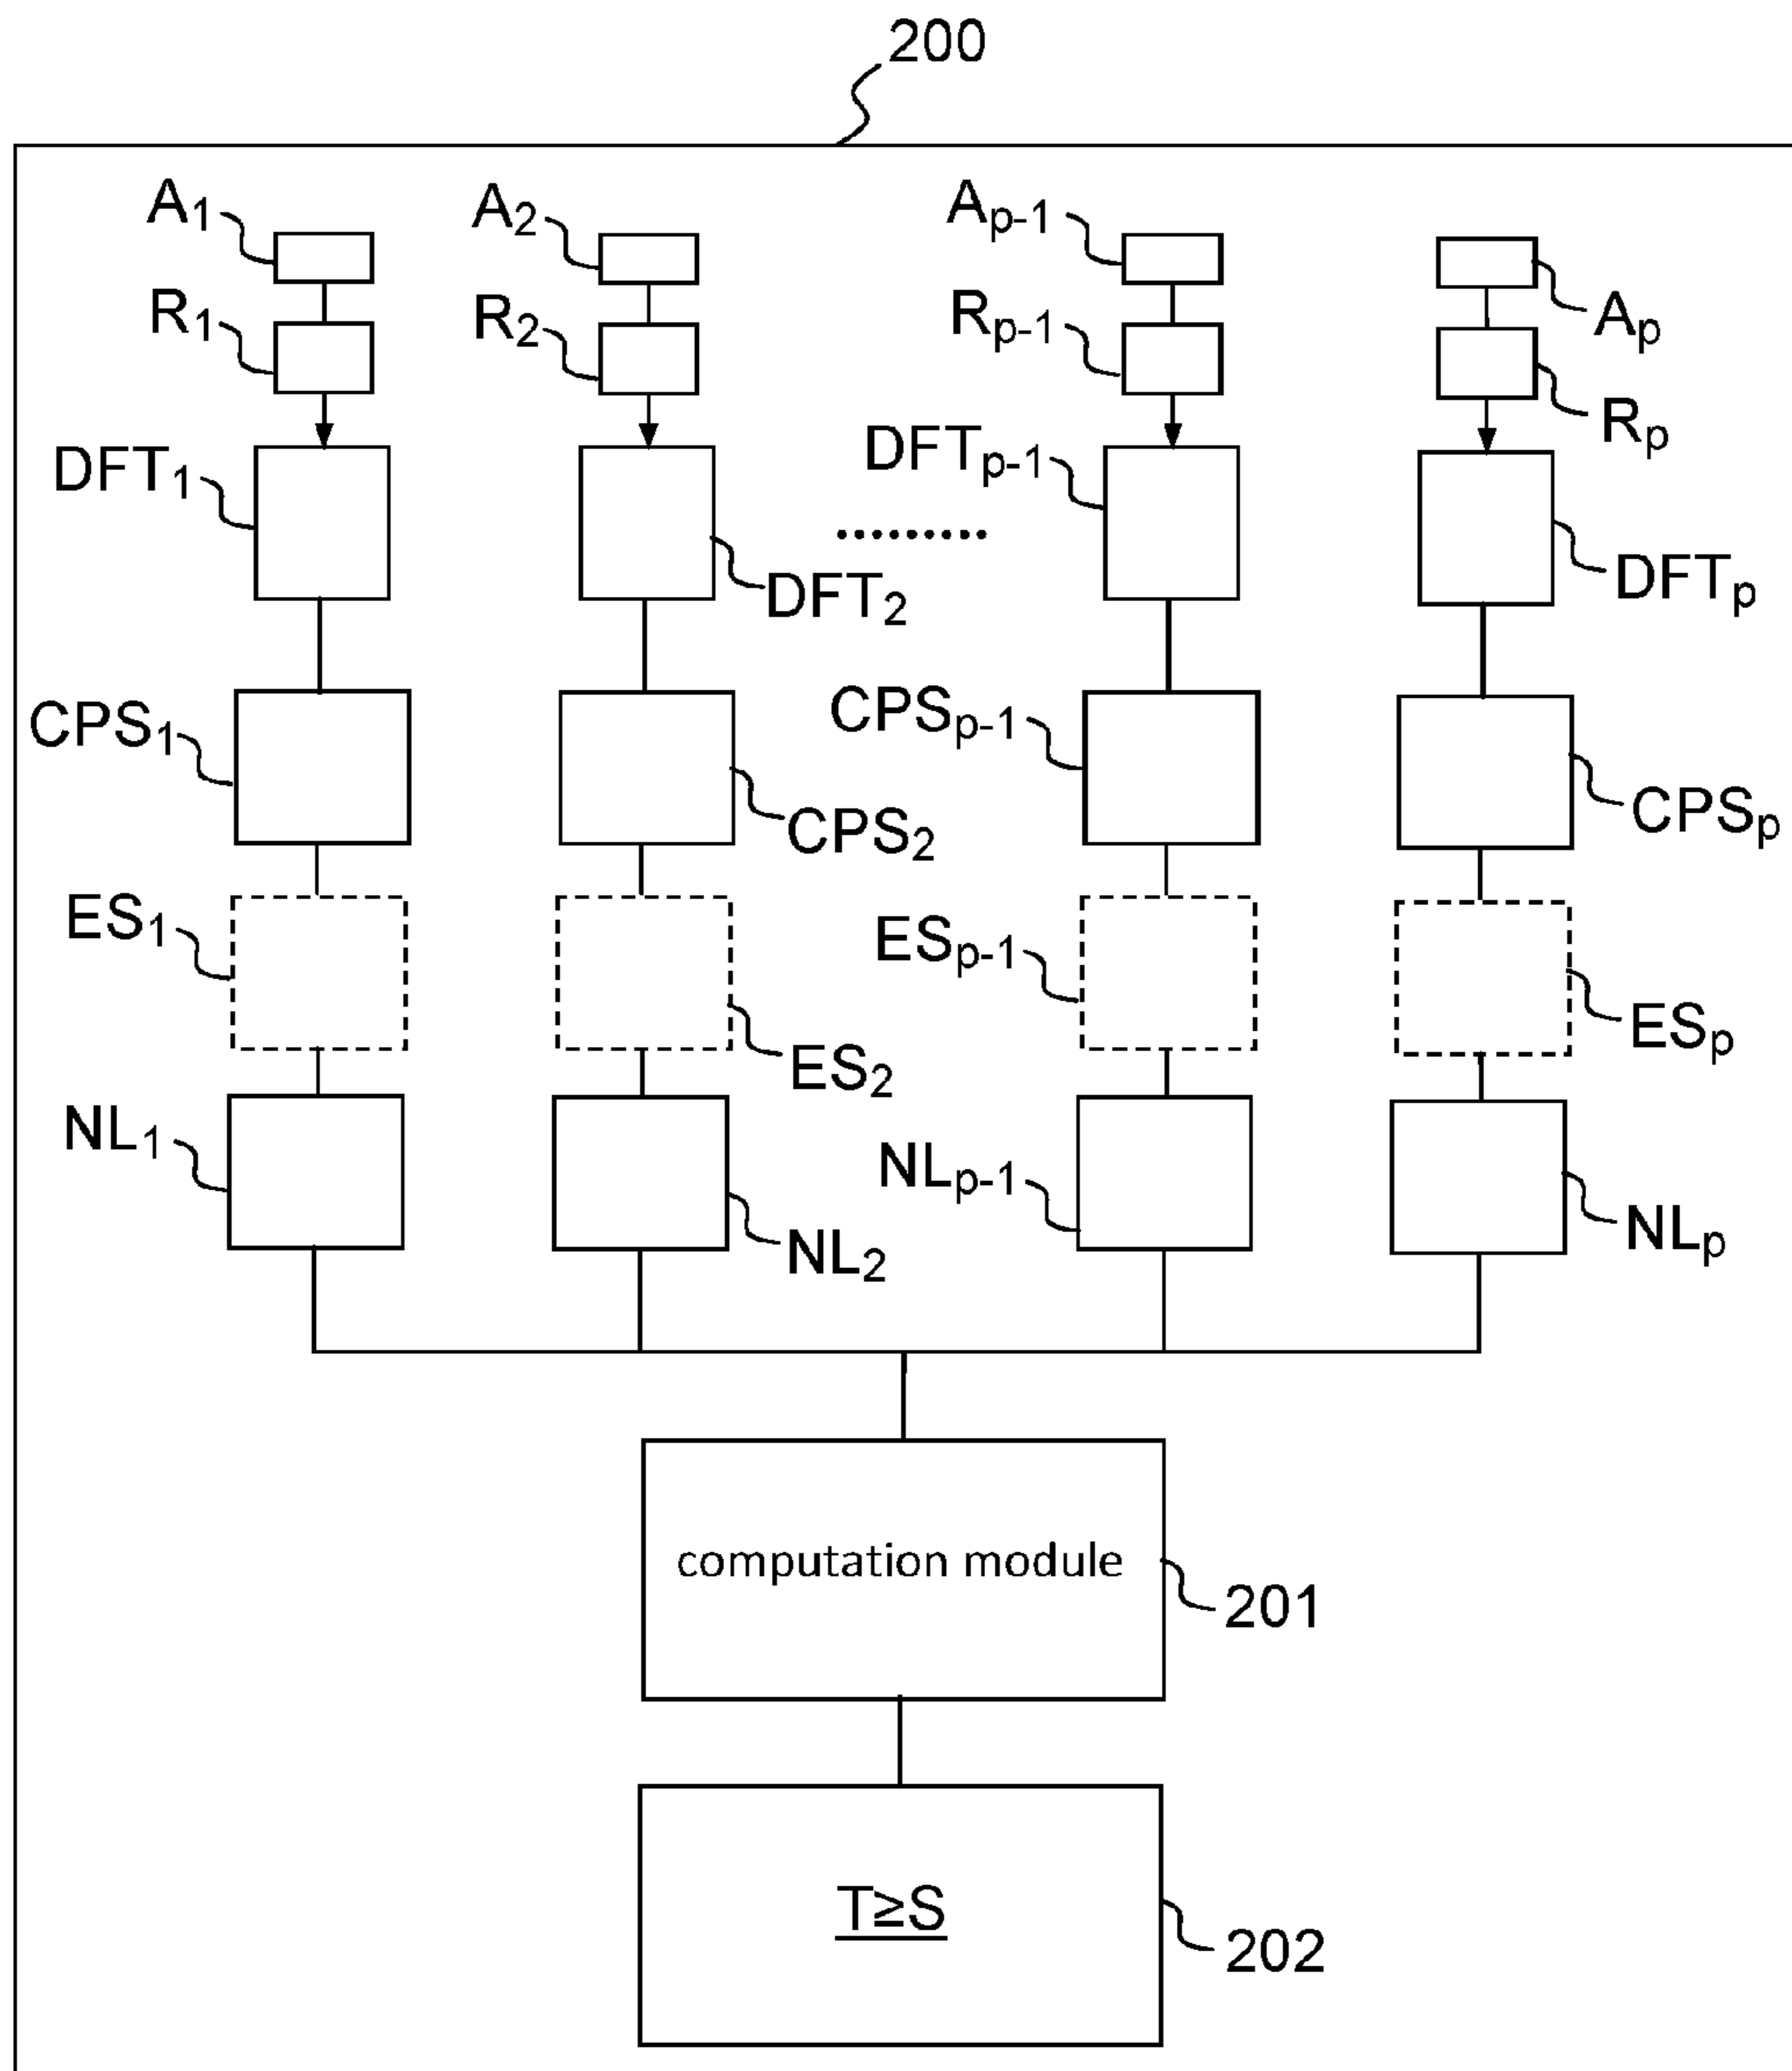 200
A1 A2 Ap-1 Ap
R1 R2 Rp-1 Rp
DFT1 DFT2 ......... DFTp-1 DFTp
CPS1 CPS2 CPSp-1 CPSp
ES1 ES2 ESp-1 ESp
NL1 NL2 NLp-1 NLp
computation module 201
T≥S 202